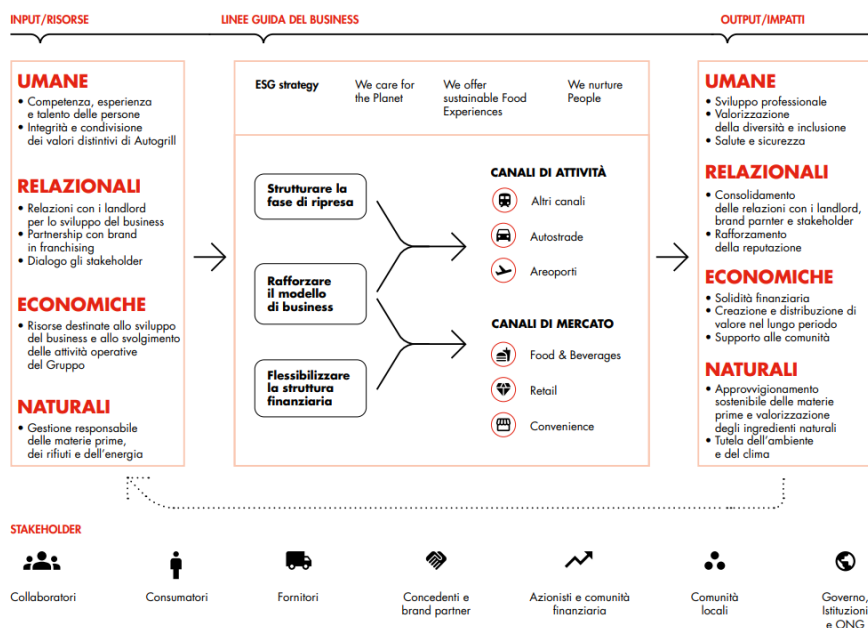 INPUT/RISORSE
LINEE GUIDA DEL BUSINESS
OUTPUT/IMPATTI
UMANE
• Competenza, esperienza
e talento delle persone
• Integrità e condivisione
dei valori distintivi di Autogrill
RELAZIONALI
• Relazioni con i landlord
per lo sviluppo del business
• Partnership con brand
in franchising
• Dialogo gli stakeholder
ECONOMICHE
• Risorse destinate allo sviluppo
del business e allo svolgimento
delle attività operative
del Gruppo
NATURALI
• Gestione responsabile
delle materie prime,
dei rifiuti e dell'energia
ESG strategy
We care for
the Planet
We offer
sustainable Food
Experiences
We nurture
People
Strutturare la
fase di ripresa
Rafforzare
il modello
di business
Flessibilizzare
la struttura
finanziaria
CANALI DI ATTIVITÀ
Altri canali
Autostrade
Areoporti
CANALI DI MERCATO
Food & Beverages
Retail
Convenience
UMANE
• Sviluppo professionale
• Valorizzazione
della diversità e inclusione
• Salute e sicurezza
RELAZIONALI
• Consolidamento
delle relazioni con i landlord,
brand parnter e stakeholder
• Rafforzamento
della reputazione
ECONOMICHE
• Solidità finanziaria
• Creazione e distribuzione di
valore nel lungo periodo
• Supporto alle comunità
NATURALI
• Approvvigionamento
sostenibile delle materie
prime e valorizzazione
degli ingredienti naturali
• Tutela dell'ambiente
e del clima
STAKEHOLDER
Collaboratori
Consumatori
Fornitori
Concedenti e
brand partner
Azionisti e comunità
finanziaria
Comunità
locali
Governo,
Istituzioni
e ONG